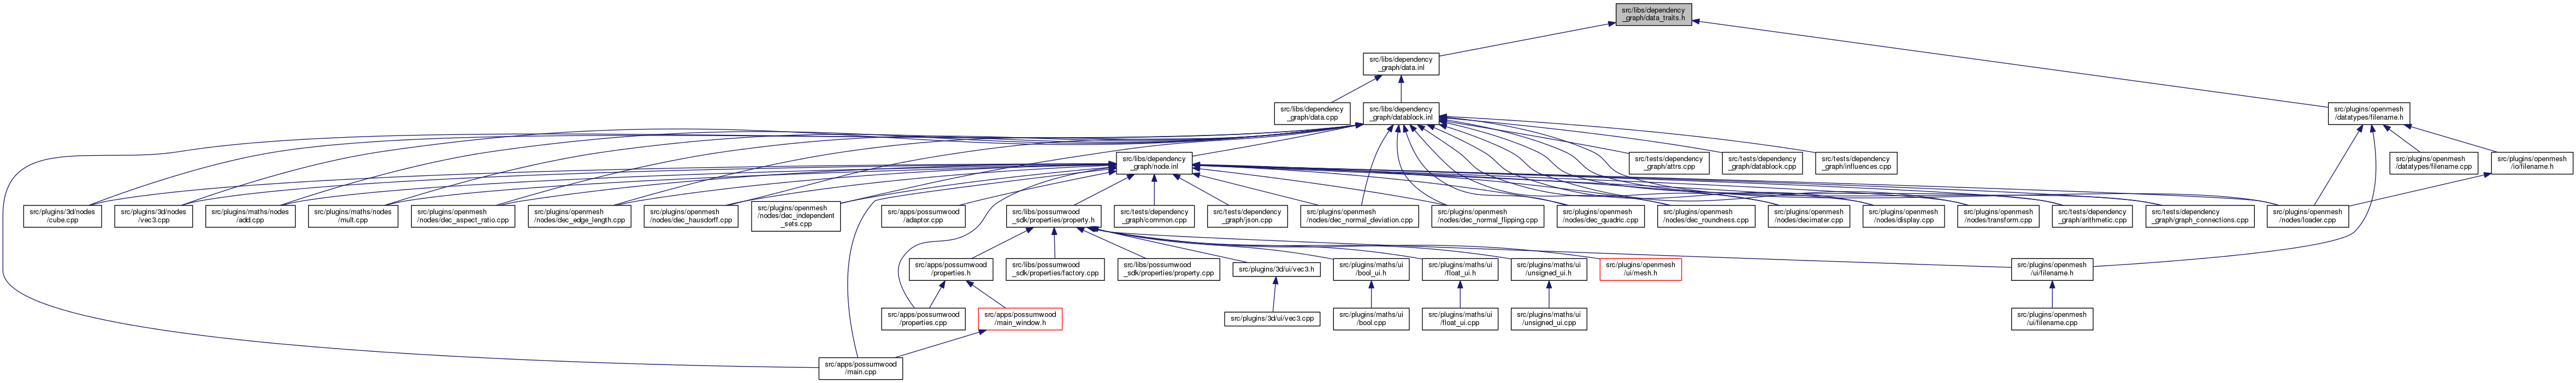 src/libs/dependency
_graph/data_traits.h
src/libs/dependency
_graph/data.inl
src/libs/dependency
_graph/data.cpp
src/libs/dependency
_graph/datablock.inl
src/plugins/openmesh
/datatypes/filename.h
src/libs/dependency
_graph/node.inl
src/tests/dependency
_graph/attrs.cpp
src/tests/dependency
_graph/datablock.cpp
src/tests/dependency
_graph/influences.cpp
src/plugins/openmesh
/datatypes/filename.cpp
src/plugins/openmesh
/io/filename.h
src/plugins/3d/nodes
/cube.cpp
src/plugins/3d/nodes
/vec3.cpp
src/plugins/maths/nodes
/add.cpp
src/plugins/maths/nodes
/mult.cpp
src/plugins/openmesh
/nodes/dec_aspect_ratio.cpp
src/plugins/openmesh
/nodes/dec_edge_length.cpp
src/plugins/openmesh
/nodes/dec_hausdorff.cpp
src/plugins/openmesh
/nodes/dec_independent
_sets.cpp
src/apps/possumwood
/adaptor.cpp
src/libs/possumwood
_sdk/properties/property.h
src/tests/dependency
_graph/common.cpp
src/tests/dependency
_graph/json.cpp
src/plugins/openmesh
/nodes/dec_normal_deviation.cpp
src/plugins/openmesh
/nodes/dec_normal_flipping.cpp
src/plugins/openmesh
/nodes/dec_quadric.cpp
src/plugins/openmesh
/nodes/dec_roundness.cpp
src/plugins/openmesh
/nodes/decimater.cpp
src/plugins/openmesh
/nodes/display.cpp
src/plugins/openmesh
/nodes/transform.cpp
src/tests/dependency
_graph/arithmetic.cpp
src/tests/dependency
_graph/graph_connections.cpp
src/plugins/openmesh
/nodes/loader.cpp
src/apps/possumwood
/properties.h
src/libs/possumwood
_sdk/properties/factory.cpp
src/libs/possumwood
_sdk/properties/property.cpp
src/plugins/3d/ui/vec3.h
src/plugins/maths/ui
/bool_ui.h
src/plugins/maths/ui
/float_ui.h
src/plugins/maths/ui
/unsigned_ui.h
src/plugins/openmesh
/ui/mesh.h
src/plugins/openmesh
/ui/filename.h
src/apps/possumwood
/properties.cpp
src/apps/possumwood
/main_window.h
src/plugins/3d/ui/vec3.cpp
src/plugins/maths/ui
/bool.cpp
src/plugins/maths/ui
/float_ui.cpp
src/plugins/maths/ui
/unsigned_ui.cpp
src/plugins/openmesh
/ui/filename.cpp
src/apps/possumwood
/main.cpp